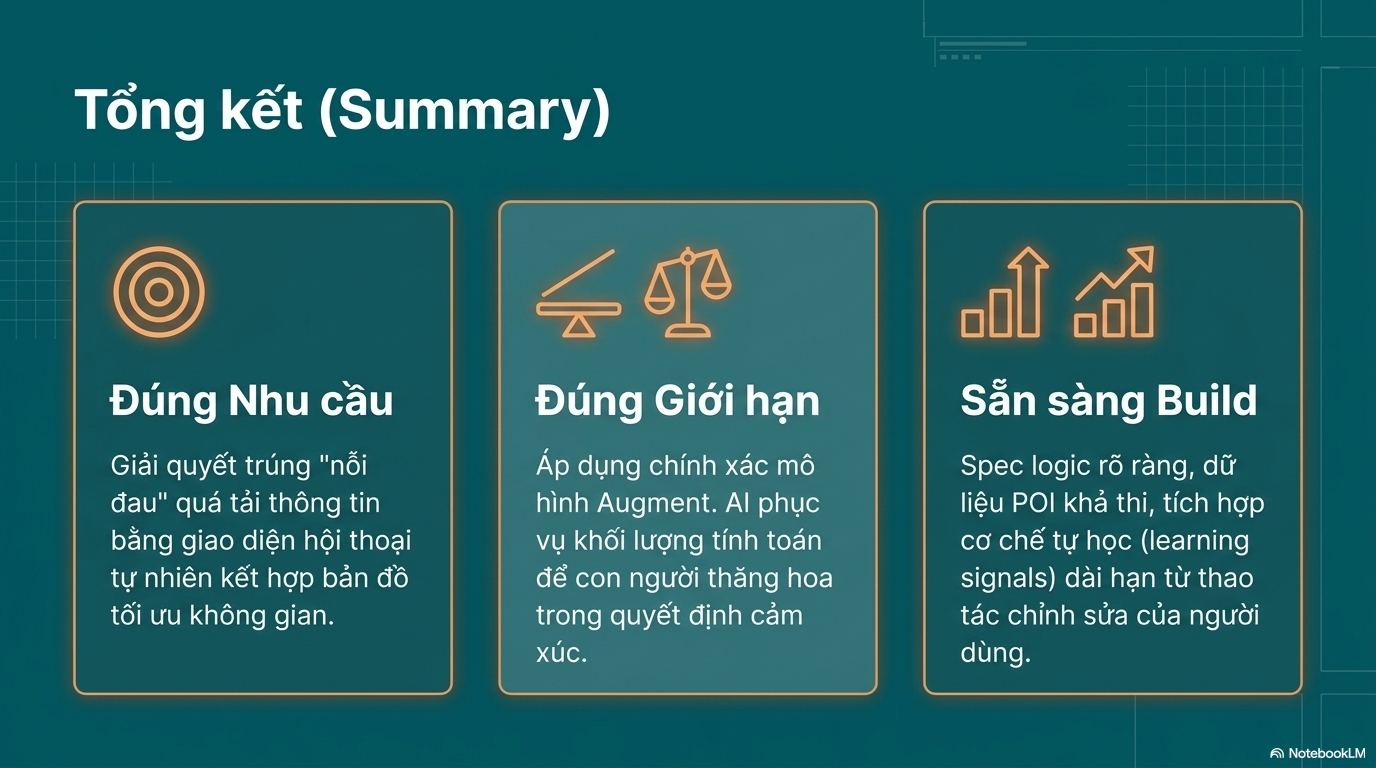 Tổng kết (Summary)
Đúng Nhu cầu
Giải quyết trúng "nỗi
đau" quá tải thông tin
bằng giao diện hội thoại
tự nhiên kết hợp bản đồ
tối ưu không gian.
Đúng Giới hạn
Áp dụng chính xác mô
hình Augment. AI phục
vụ khối lượng tính toán
để con người thăng hoa
trong quyết định cảm
xúc.
Sẵn sàng Build
Spec logic rõ ràng, dữ
liệu POI khả thi, tích hợp
cơ chế tự học (learning
signals) dài hạn từ thao
tác chỉnh sửa của người
dùng.
NotebookLM